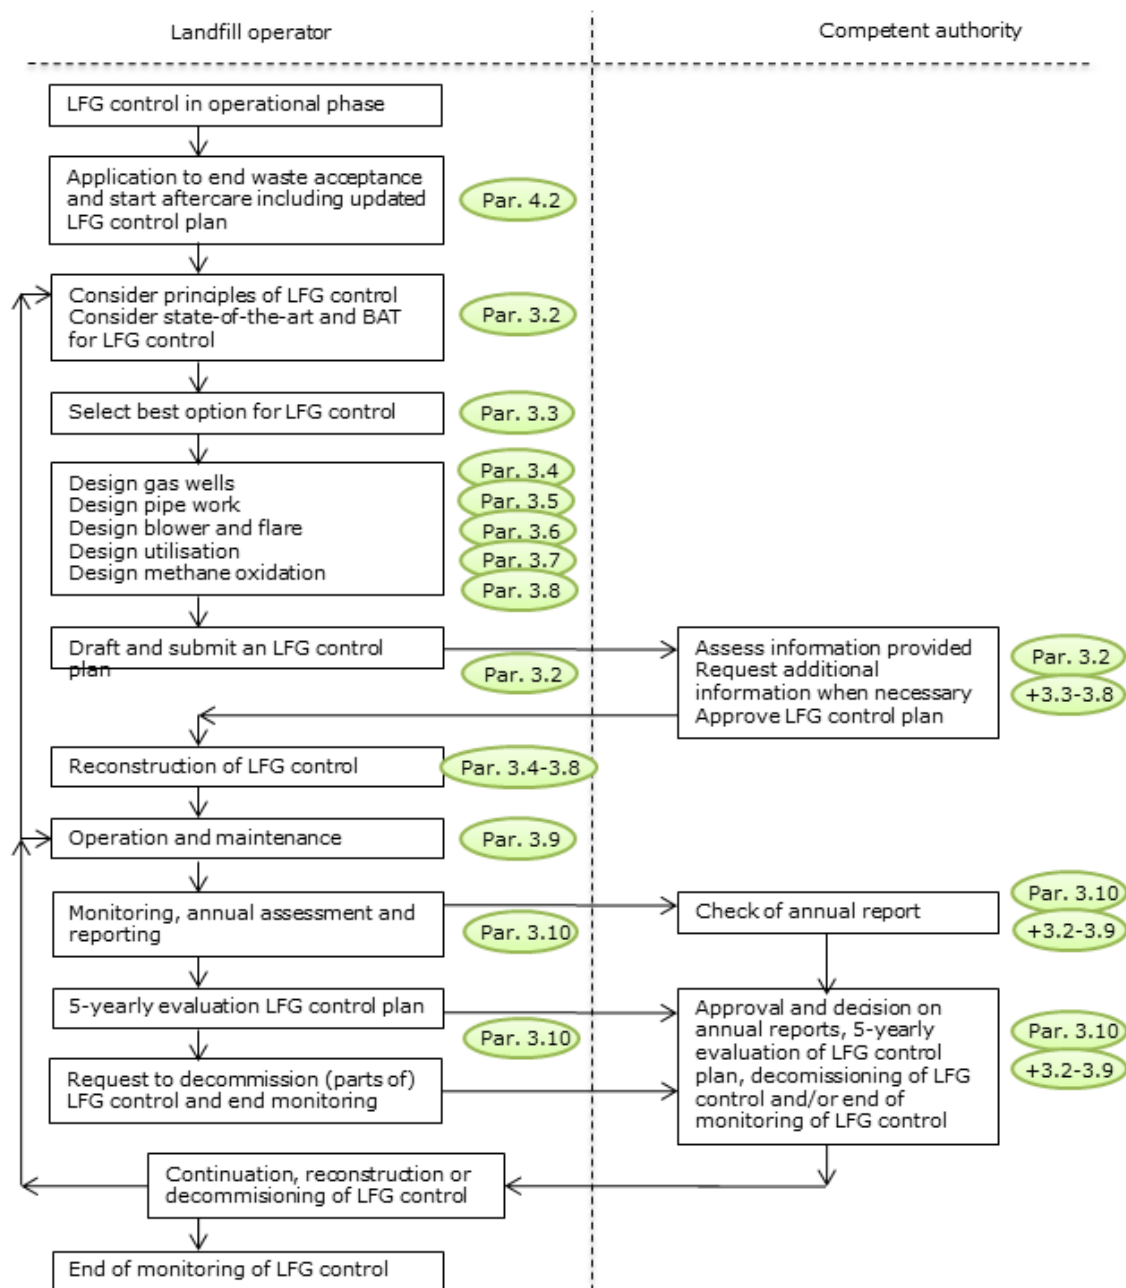 Landfill operator
Competent authority
LFG control in operational phase
Application to end waste acceptance
and start aftercare including updated
LFG control plan
Par. 4.2
Consider principles of LFG control
Consider state-of-the-art and BAT
for LFG control
Par. 3.2
Select best option for LFG control
Par. 3.3
Design gas wells
Design pipe work
Design blower and flare
Design utilisation
Design methane oxidation
Par. 3.4
Par. 3.5
Par. 3.6
Par. 3.7
Par. 3.8
Draft and submit an LFG control
plan
Par. 3.2
Assess information provided
Request additional
information when necessary
Approve LFG control plan
Par. 3.2
+3.3-3.8
Reconstruction of LFG control
Par. 3.4-3.8
Operation and maintenance
Par. 3.9
Monitoring, annual assessment and
reporting
Par. 3.10
Check of annual report
Par. 3.10
+3.2-3.9
5-yearly evaluation LFG control plan
Par. 3.10
Request to decommission (parts of)
LFG control and end monitoring
Approval and decision on
annual reports, 5-yearly
evaluation of LFG control
plan, decomissioning of LFG
control and/or end of
monitoring of LFG control
Par. 3.10
+3.2-3.9
Continuation, reconstruction or
decommisioning of LFG control
End of monitoring of LFG control